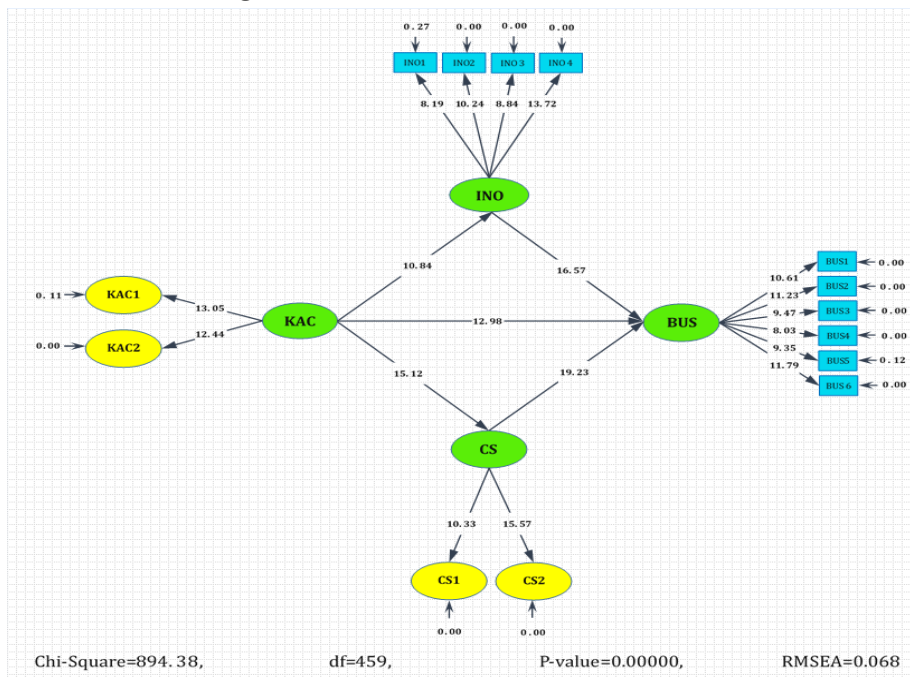 0.27 0.00 0.00 0.00
INO1 INO2 INO 3 INO 4
8.19 10.24 8.84 13.72
INO
10.84 16.57
KAC1 0.11
13.05
KAC 12.98 BUS
KAC2 0.00
12.44
10.61 BUS1 0.00
11.23 BUS2 0.00
9.47 BUS3 0.00
8.03 BUS4 0.00
9.35 BUS5 0.12
11.79 BUS 6 0.00
15.12 19.23
CS
10.33 15.57
CS1 CS2
0.00 0.00
Chi-Square=894.38, df=459, P-value=0.00000, RMSEA=0.068